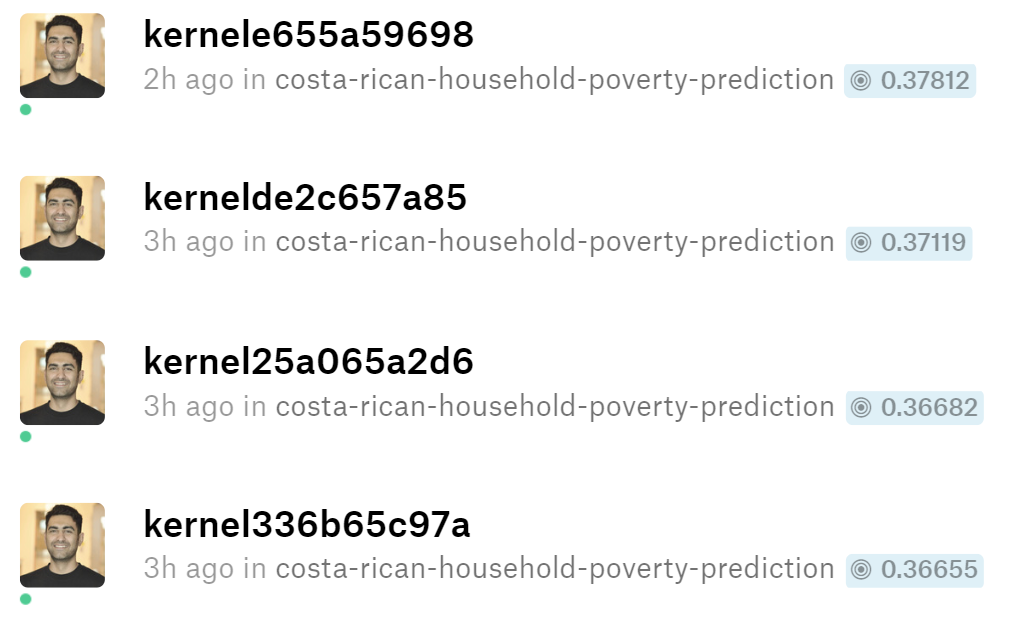 kernele655a59698
2h ago in costa-rican-household-poverty-prediction 0.37812
kernelde2c657a85
3h ago in costa-rican-household-poverty-prediction 0.37119
kernel25a065a2d6
3h ago in costa-rican-household-poverty-prediction 0.36682
kernel336b65c97a
3h ago in costa-rican-household-poverty-prediction 0.36655